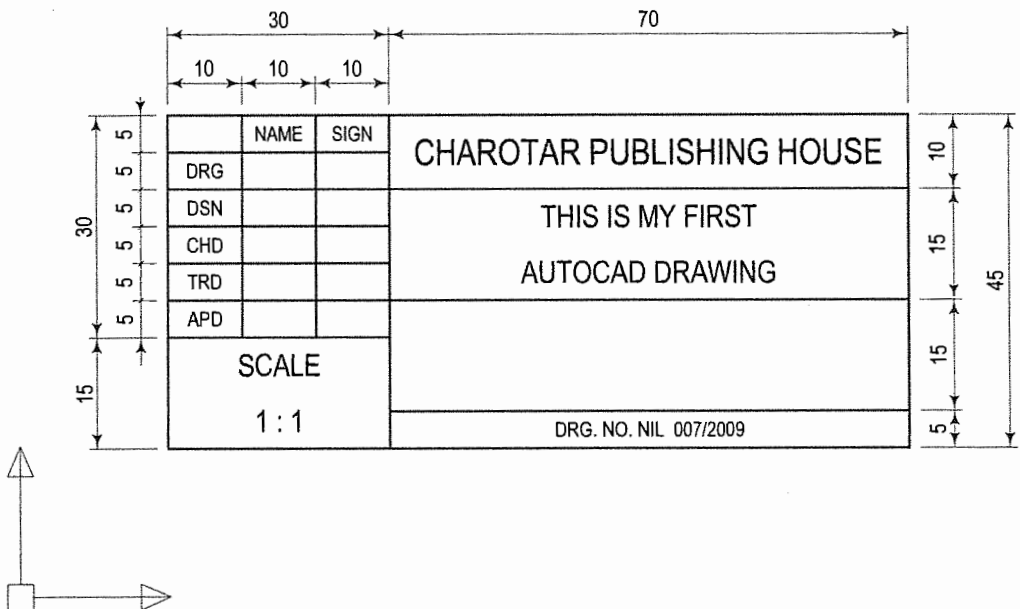 30 70
10 10 10
5 NAME SIGN CHAROTAR PUBLISHING HOUSE 10
5 DRG
30 5 DSN THIS IS MY FIRST 15 45
5 CHD
5 TRD AUTOCAD DRAWING
5 APD
15 SCALE 15
1 : 1 DRG. NO. NIL 007/2009 5